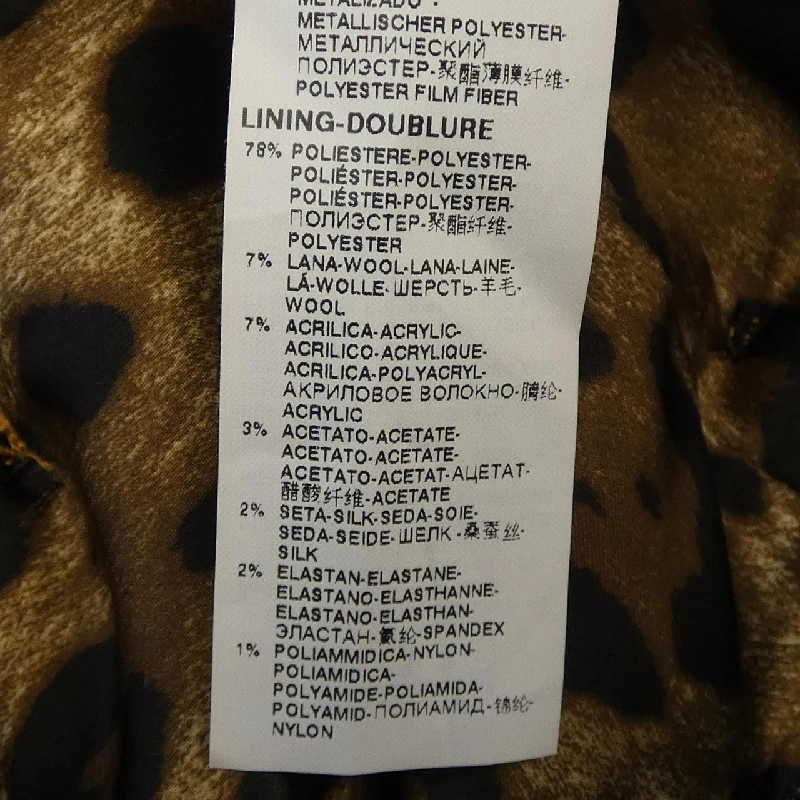 METALIZADO -
METALLISCHER POLYESTER-
МЕТАЛЛИЧЕСКИЙ
ПОЛИЭСТЕР-聚酯薄膜纤维-
POLYESTER FILM FIBER
LINING-DOUBLURE
78% POLIESTERE-POLYESTER-
POLIÉSTER-POLYESTER-
POLIÉSTER-POLYESTER-
ПОЛИЭСТЕР-聚酯纤维-
POLYESTER
7% LANA-WOOL-LANA-LAINE-
LÃ-WOLLE-ШЕРСТЬ-羊毛-
WOOL
7% ACRILICA-ACRYLIC-
ACRILICO-ACRYLIQUE-
ACRILICA-POLYACRYL-
АКРИЛОВОЕ ВОЛОКНО-腈纶-
ACRYLIC
3% ACETATO-ACETATE-
ACETATO-ACETATE-
ACETATO-ACETAT-АЦЕТАТ-
醋酸纤维-ACETATE
2% SETA-SILK-SEDA-SOIE-
SEDA-SEIDE-ШЕЛК-桑蚕丝-
SILK
2% ELASTAN-ELASTANE-
ELASTANO-ELASTHANNE-
ELASTANO-ELASTHAN-
ЭЛАСТАН-氨纶-SPANDEX
1% POLIAMMIDICA-NYLON-
POLIAMIDICA-
POLYAMIDE-POLIAMIDA-
POLYAMID-ПОЛИАМИД-锦纶-
NYLON